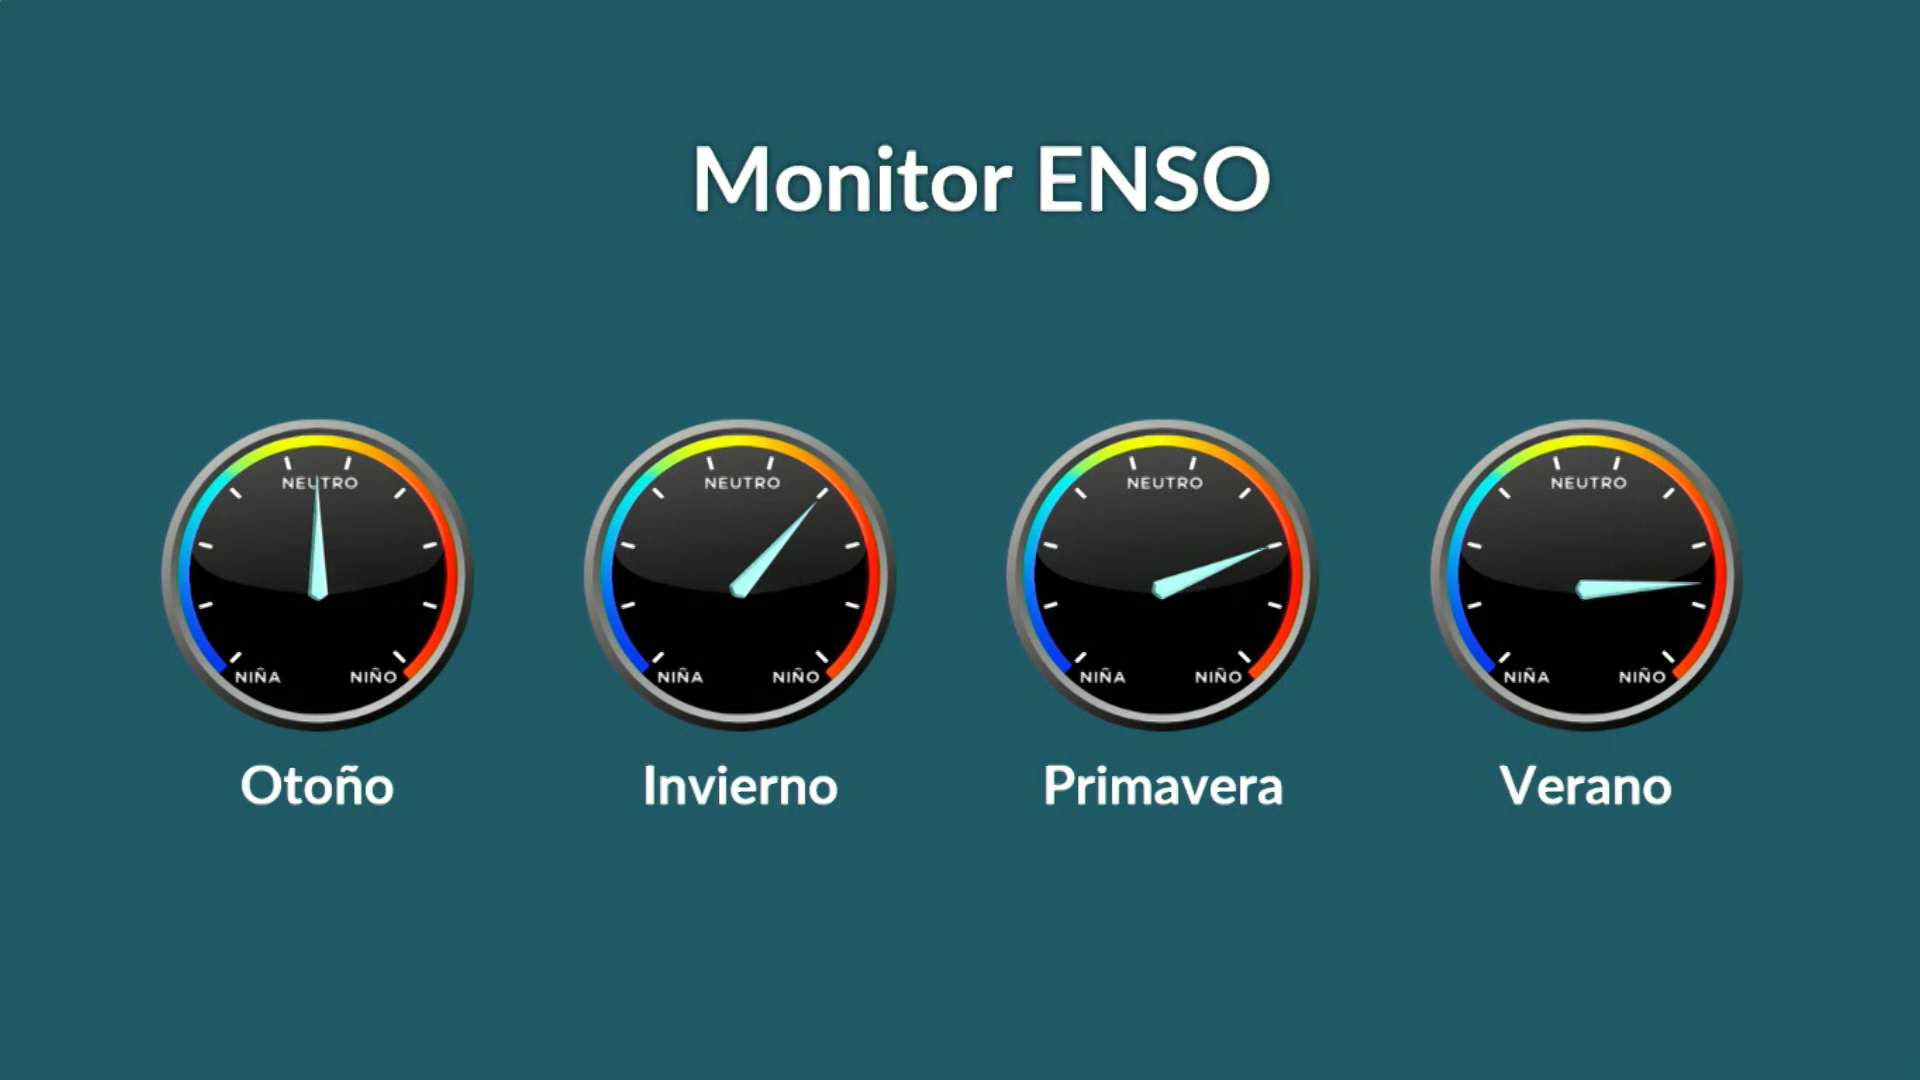 Monitor ENSO
NEUTRO
NIÑA NIÑO
Otoño
NEUTRO
NIÑA NIÑO
Invierno
NEUTRO
NIÑA NIÑO
Primavera
NEUTRO
NIÑA NIÑO
Verano